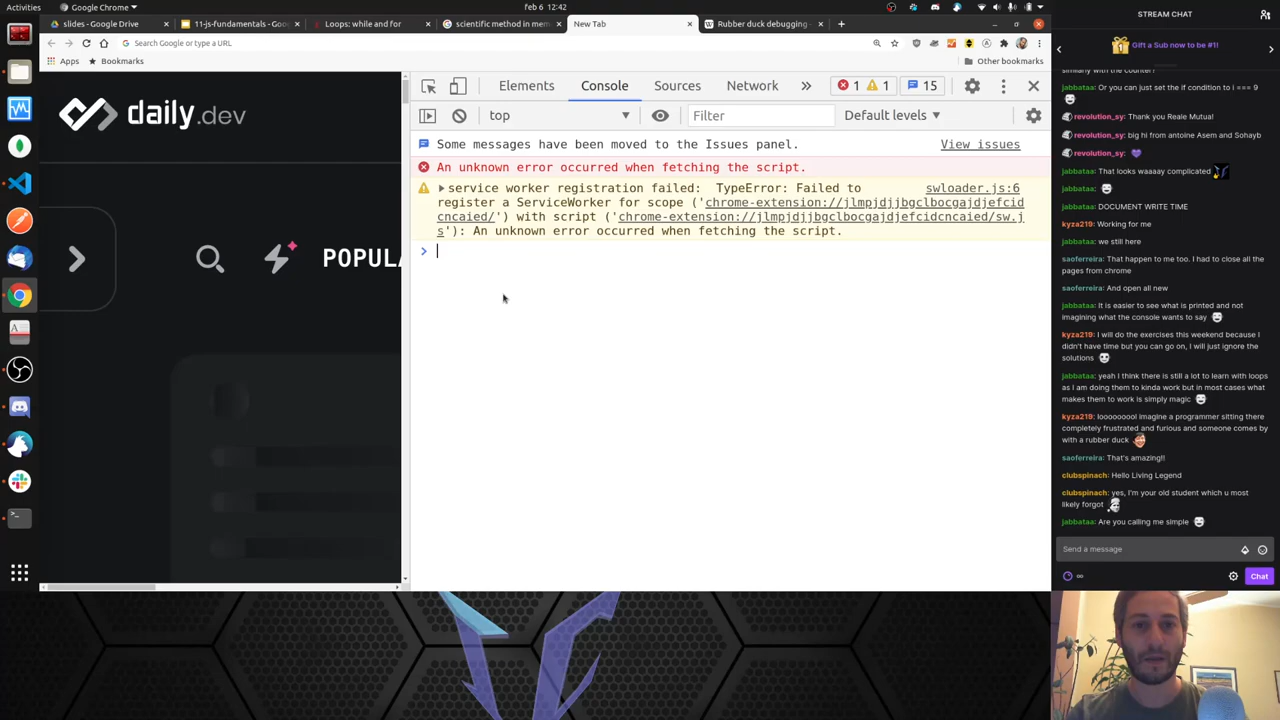 Activities
Google Chrome
feb 6 12:42
slides - Google Drive
11-js-fundamentals - Goog
Loops: while and for
scientific method in mem
New Tab
Rubber duck debugging -
Search Google or type a URL
Apps
Bookmarks
Other bookmarks
daily.dev
POPUL
Elements
Console
Sources
Network
1
1
15
top
Filter
Default levels
Some messages have been moved to the Issues panel.
View issues
An unknown error occurred when fetching the script.
service worker registration failed: TypeError: Failed to
swloader.js:6
register a ServiceWorker for scope ('chrome-extension://jlmpjdjjbgclbocgajdjefcid
cncaied/') with script ('chrome-extension://jlmpjdjjbgclbocgajdjefcidcncaied/sw.j
s'): An unknown error occurred when fetching the script.
STREAM CHAT
Gift a Sub now to be #1!
similarly with the counter?
jabbataa: Or you can just set the if condition to i === 9
revolution_sy: Thank you Reale Mutua!
revolution_sy: big hi from antoine Asem and Sohayb
revolution_sy:
jabbataa: That looks waaaay complicated
jabbataa:
jabbataa: DOCUMENT WRITE TIME
kyza219: Working for me
jabbataa: we still here
saoferreira: That happen to me too. I had to close all the
pages from chrome
saoferreira: And open all new
jabbataa: It is easier to see what is printed and not
imagining what the console wants to say
kyza219: I will do the exercises this weekend because I
didn't have time but you can go on, I will just ignore the
solutions
jabbataa: yeah I think there is still a lot to learn with loops
as I am doing them to kinda work but in most cases what
makes them to work is simply magic
kyza219: looooooool imagine a programmer sitting there
completely frustrated and furious and someone comes by
with a rubber duck
saoferreira: That's amazing!!
clubspinach: Hello Living Legend
clubspinach: yes, I'm your old student which u most
likely forgot
jabbataa: Are you calling me simple
Send a message
∞
Chat